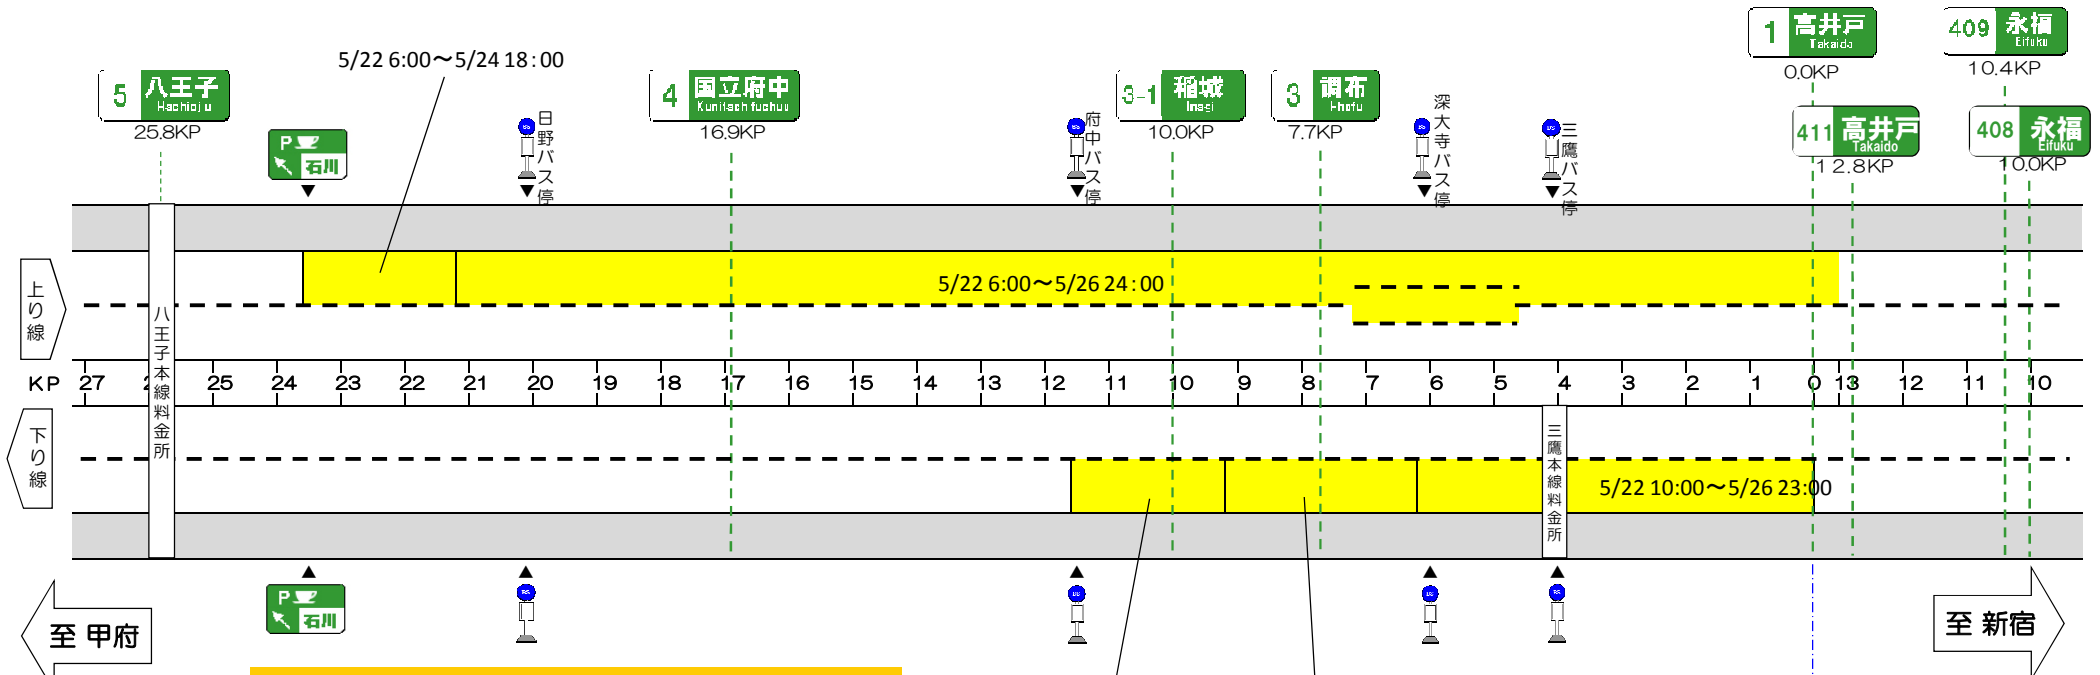 1 高井戸
Takaido
0.0KP
409 永福
Eifuku
10.4KP
5/22 6:00～5/24 18:00
5 八王子
Hachioji
25.8KP
4 国立府中
16.9KP
3-1 稲城
Inagi
10.0KP
3 調布
7.7KP
411 高井戸
Takaido
12.8KP
408 永福
Eifuku
10.0KP
P
石川
BS
日野バス停
BS
府中バス停
BS
深大寺バス停
BS
三鷹バス停
上り線
5/22 6:00～5/26 24:00
八王子本線料金所
KP 27 25 24 23 22 21 20 19 18 17 16 15 14 13 12 11 10 9 8 7 6 5 4 3 2 1 0 13 12 11 10
下り線
三鷹本線料金所
5/22 10:00～5/26 23:00
P
石川
BS
BS
BS
BS
至 甲府
至 新宿